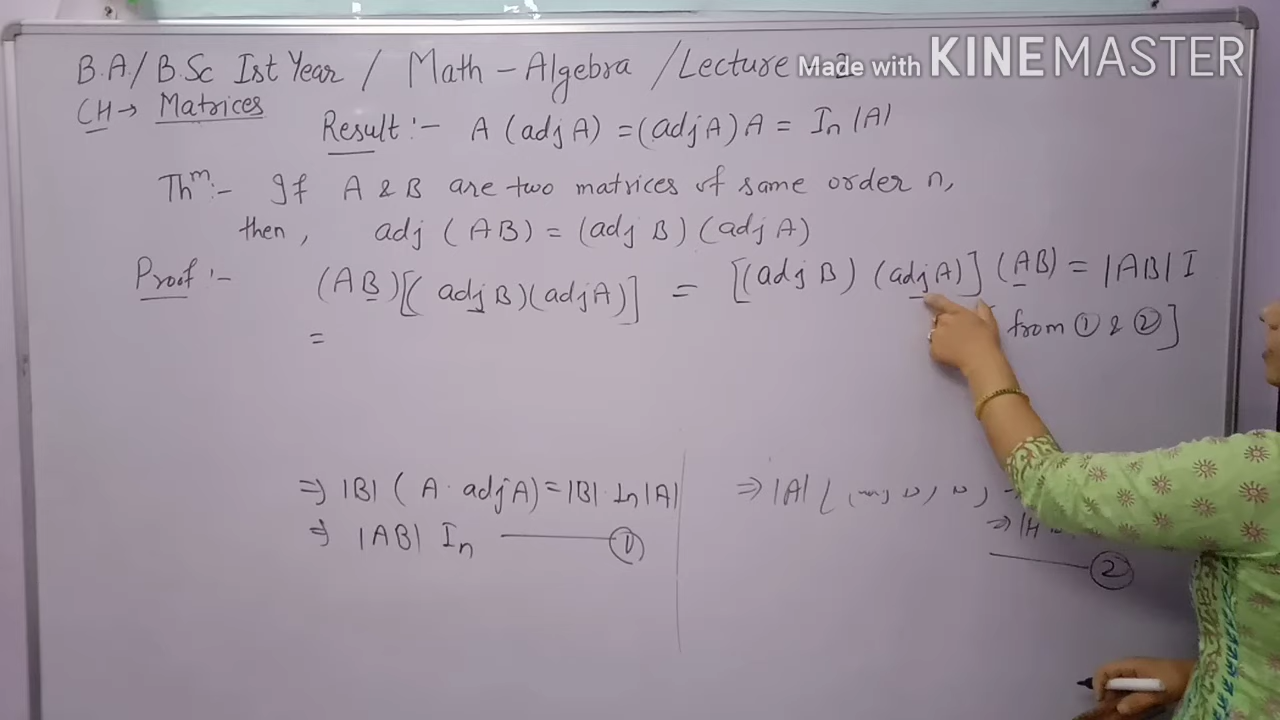 B.A./B.Sc Ist Year / Math - Algebra / Lecture - 2
Made with KINEMASTER
CH → Matrices
Result :- A (adj A) = (adj A) A = In |A|
Thm :- If A & B are two matrices of same order n,
then, adj (AB) = (adj B) (adj A)
Proof :- (AB)[(adj B)(adj A)] = [(adj B) (adj A)] (AB) = |AB| I
= from ① & ②]
⇒ |B| (A · adj A) = |B| · In |A|
⇒ |A|
⇒ |AB| In ——— ①
⇒
——— ②